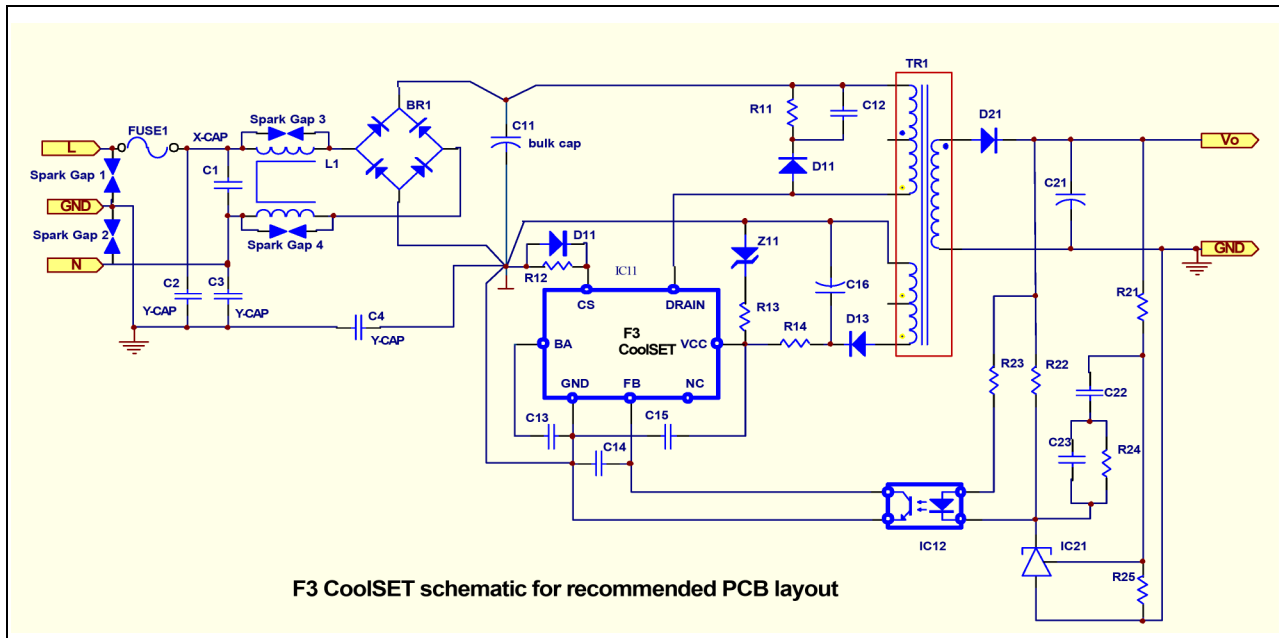 TR1
BR1
R11
C12
D21
Spark Gap 3
FUSE1
X-CAP
C11
bulk cap
L
Vo
L1
C1
D11
Spark Gap 1
C21
GND
Spark Gap 2
Spark Gap 4
D11
Z11
GND
N
R12
IC11
C2
C3
C16
CS
DRAIN
R21
Y-CAP
Y-CAP
C4
R13
F3
R14
D13
Y-CAP
BA
CoolSET
VCC
R23
R22
GND
FB
NC
C22
C13
C15
C14
C23
R24
IC12
IC21
R25
F3 CoolSET schematic for recommended PCB layout